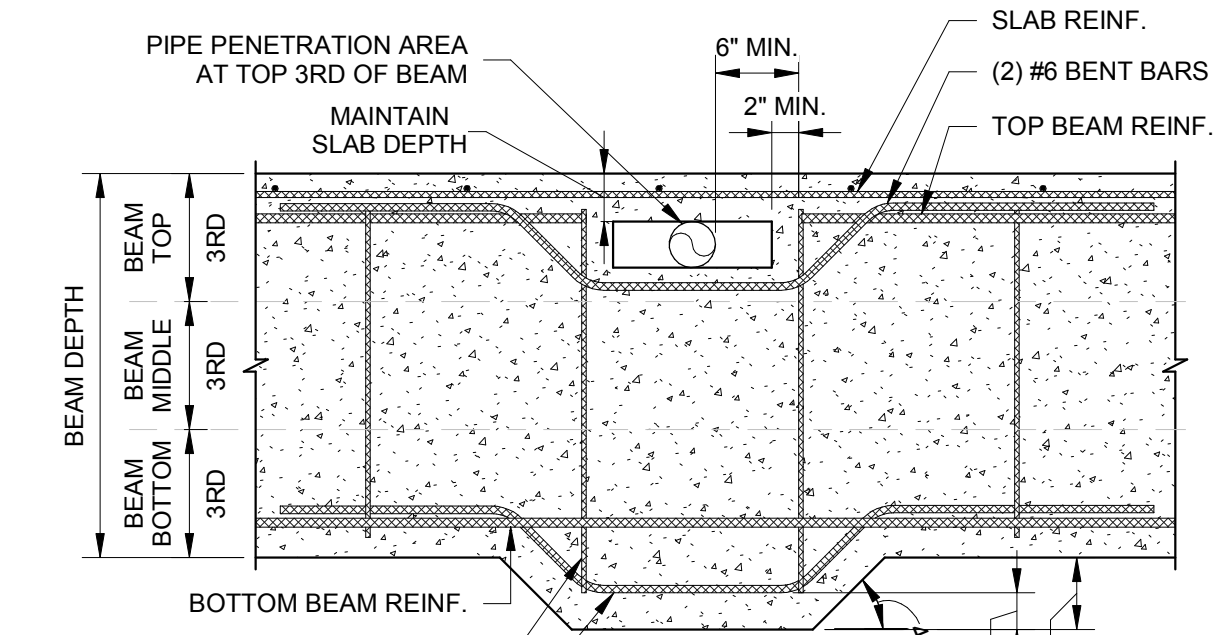 PIPE PENETRATION AREA
AT TOP 3RD OF BEAM
MAINTAIN
SLAB DEPTH
6" MIN.
2" MIN.
SLAB REINF.
(2) #6 BENT BARS
TOP BEAM REINF.
BEAM DEPTH
BEAM
TOP
3RD
BEAM
MIDDLE
3RD
BEAM
BOTTOM
3RD
BOTTOM BEAM REINF.